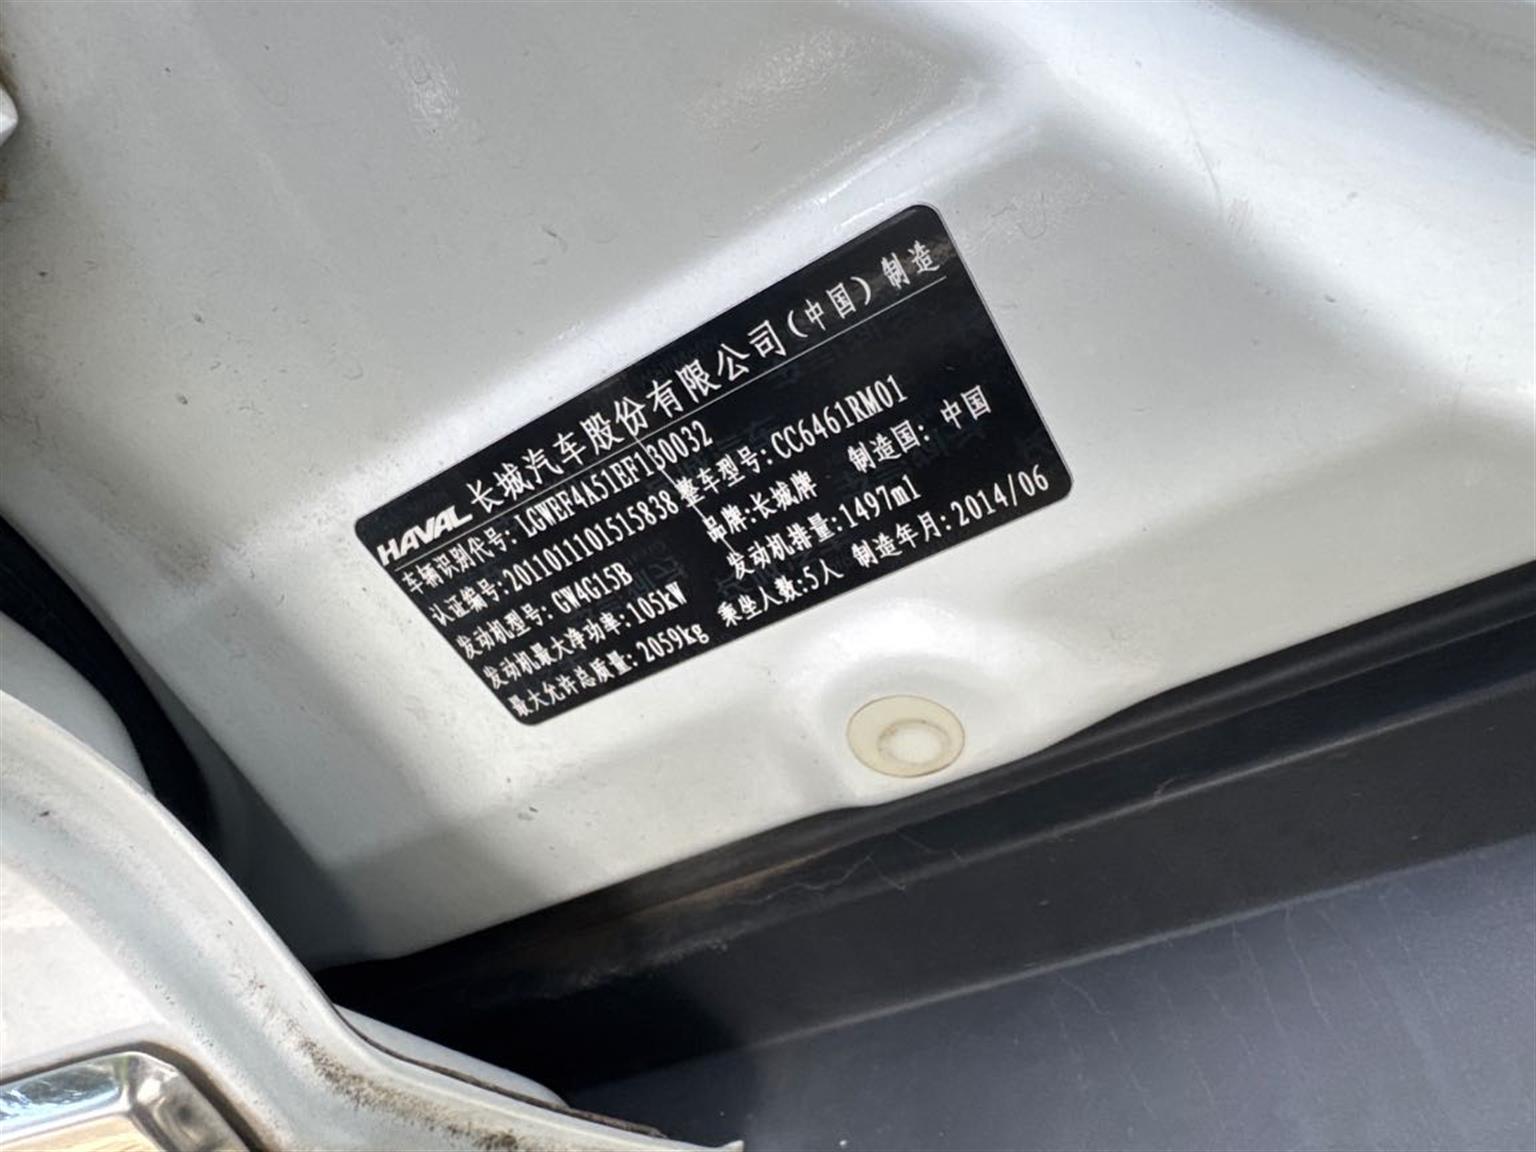 HAVAL 长城汽车股份有限公司(中国)制造
车辆识别代号: LGWEF4A51EF130032
认证编号: 2011011101515838 整车型号: CC6461RM01
发动机型号: GW4G15B 品牌: 长城牌 制造国: 中国
发动机最大净功率: 105kW 发动机排量: 1497ml
最大允许总质量: 2059kg 乘坐人数: 5人 制造年月: 2014/06